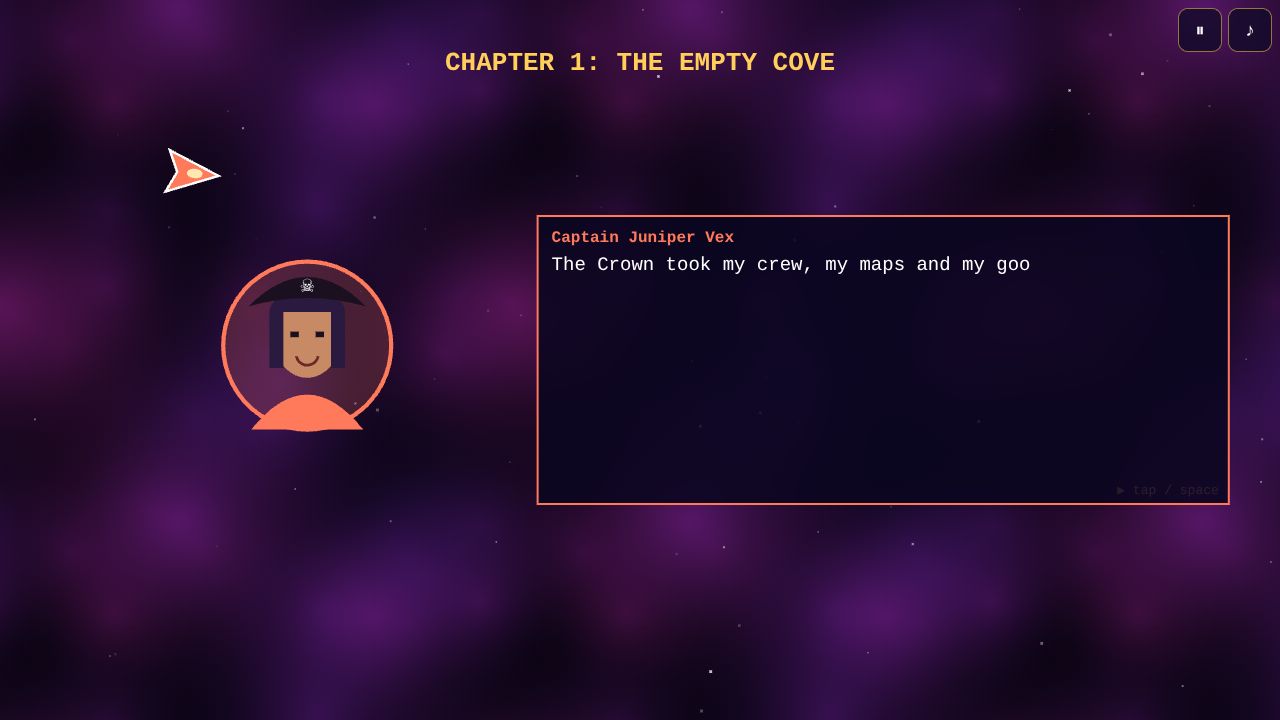 CHAPTER 1: THE EMPTY COVE
Captain Juniper Vex
The Crown took my crew, my maps and my goo
▶ tap / space